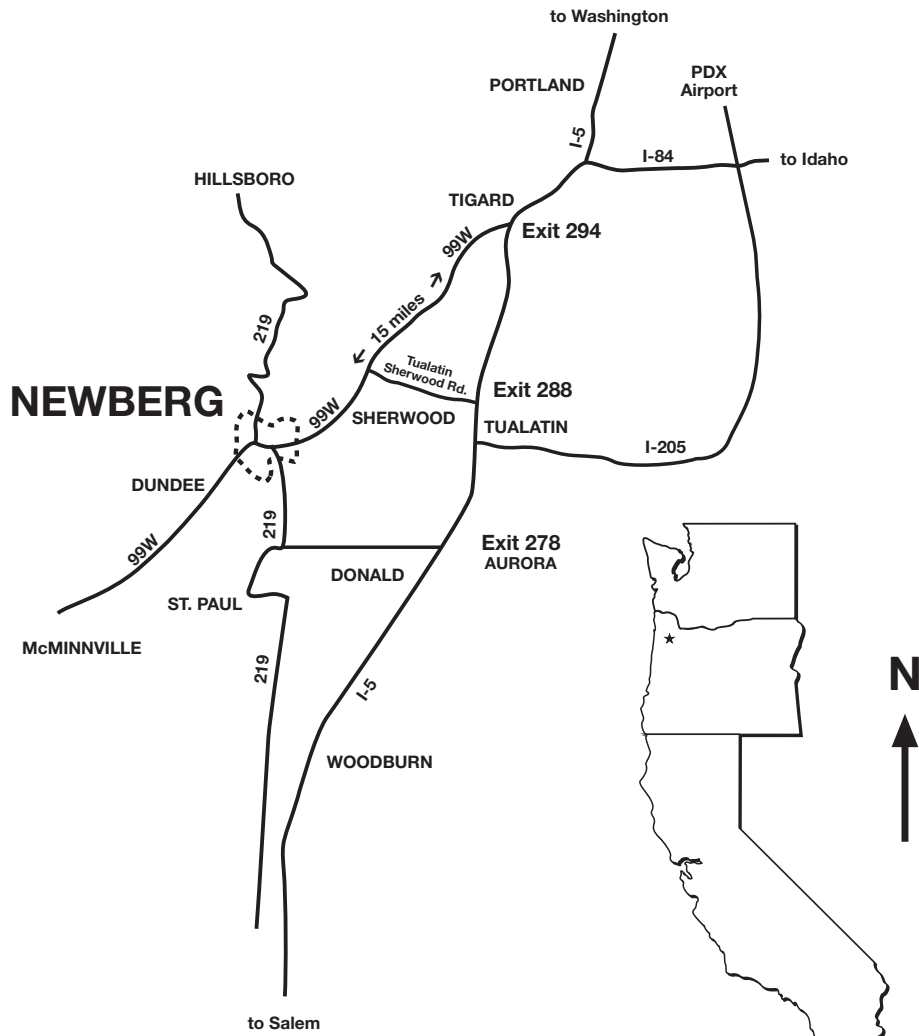 to Washington
PORTLAND
PDX
Airport
I-5
I-84
to Idaho
HILLSBORO
TIGARD
Exit 294
99W
15 miles
219
Tualatin
Sherwood Rd.
Exit 288
NEWBERG
99W
SHERWOOD
TUALATIN
I-205
DUNDEE
219
99W
Exit 278
AURORA
DONALD
ST. PAUL
McMINNVILLE
219
I-5
N
WOODBURN
to Salem